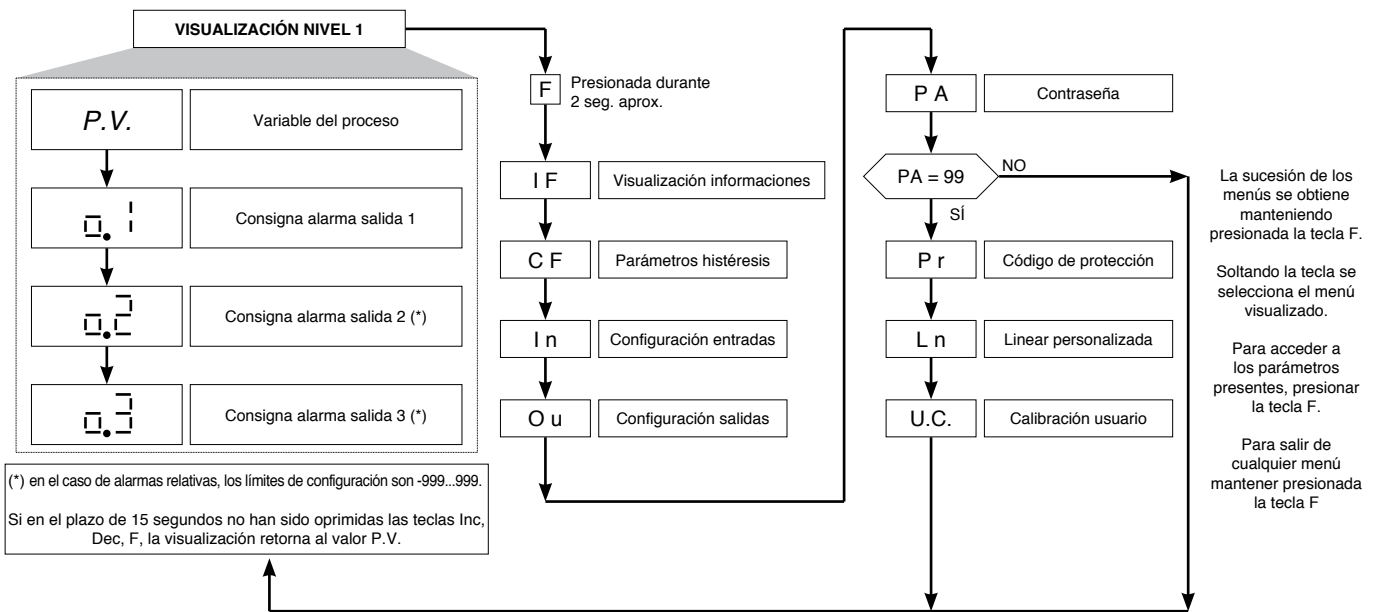 VISUALIZACIÓN NIVEL 1
P.V.
Variable del proceso
o.1
Consigna alarma salida 1
o.2
Consigna alarma salida 2 (*)
o.3
Consigna alarma salida 3 (*)
(*) en el caso de alarmas relativas, los límites de configuración son -999...999.
Si en el plazo de 15 segundos no han sido oprimidas las teclas Inc,
Dec, F, la visualización retorna al valor P.V.
F
Presionada durante
2 seg. aprox.
I F
Visualización informaciones
C F
Parámetros histéresis
I n
Configuración entradas
O u
Configuración salidas
P A
Contraseña
PA = 99
NO
SÍ
P r
Código de protección
L n
Linear personalizada
U.C.
Calibración usuario
La sucesión de los
menús se obtiene
manteniendo
presionada la tecla F.
Soltando la tecla se
selecciona el menú
visualizado.
Para acceder a
los parámetros
presentes, presionar
la tecla F.
Para salir de
cualquier menú
mantener presionada
la tecla F